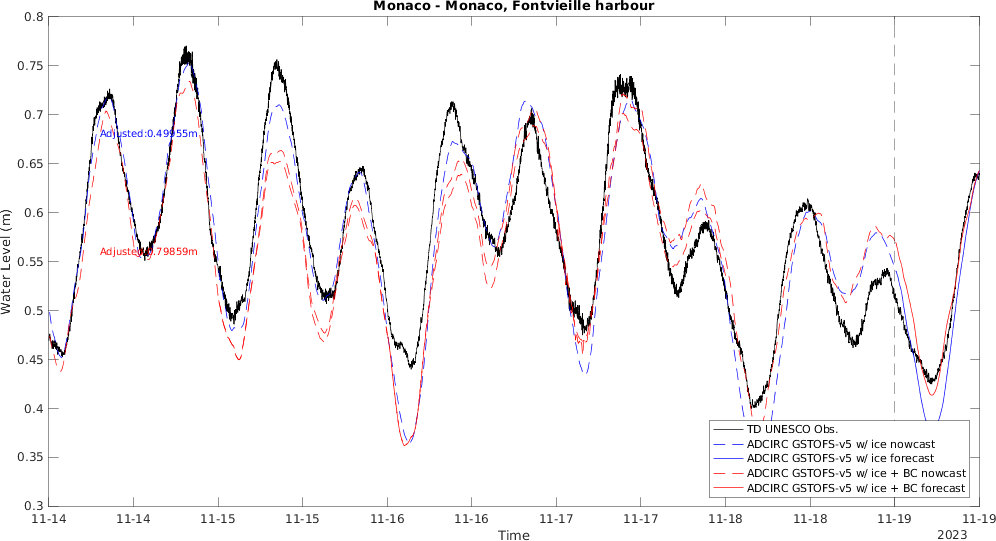 Monaco - Monaco, Fontvieille harbour
0.8
0.75
0.7
0.65
0.6
0.55
0.5
0.45
0.4
0.35
0.3
Water Level (m)
Adjusted:0.49955m
Adjusted:0.79859m
TD UNESCO Obs.
ADCIRC GSTOFS-v5 w/ ice nowcast
ADCIRC GSTOFS-v5 w/ ice forecast
ADCIRC GSTOFS-v5 w/ ice + BC nowcast
ADCIRC GSTOFS-v5 w/ ice + BC forecast
11-14 11-14 11-15 11-15 11-16 11-16 11-17 11-17 11-18 11-18 11-19 11-19
Time
2023